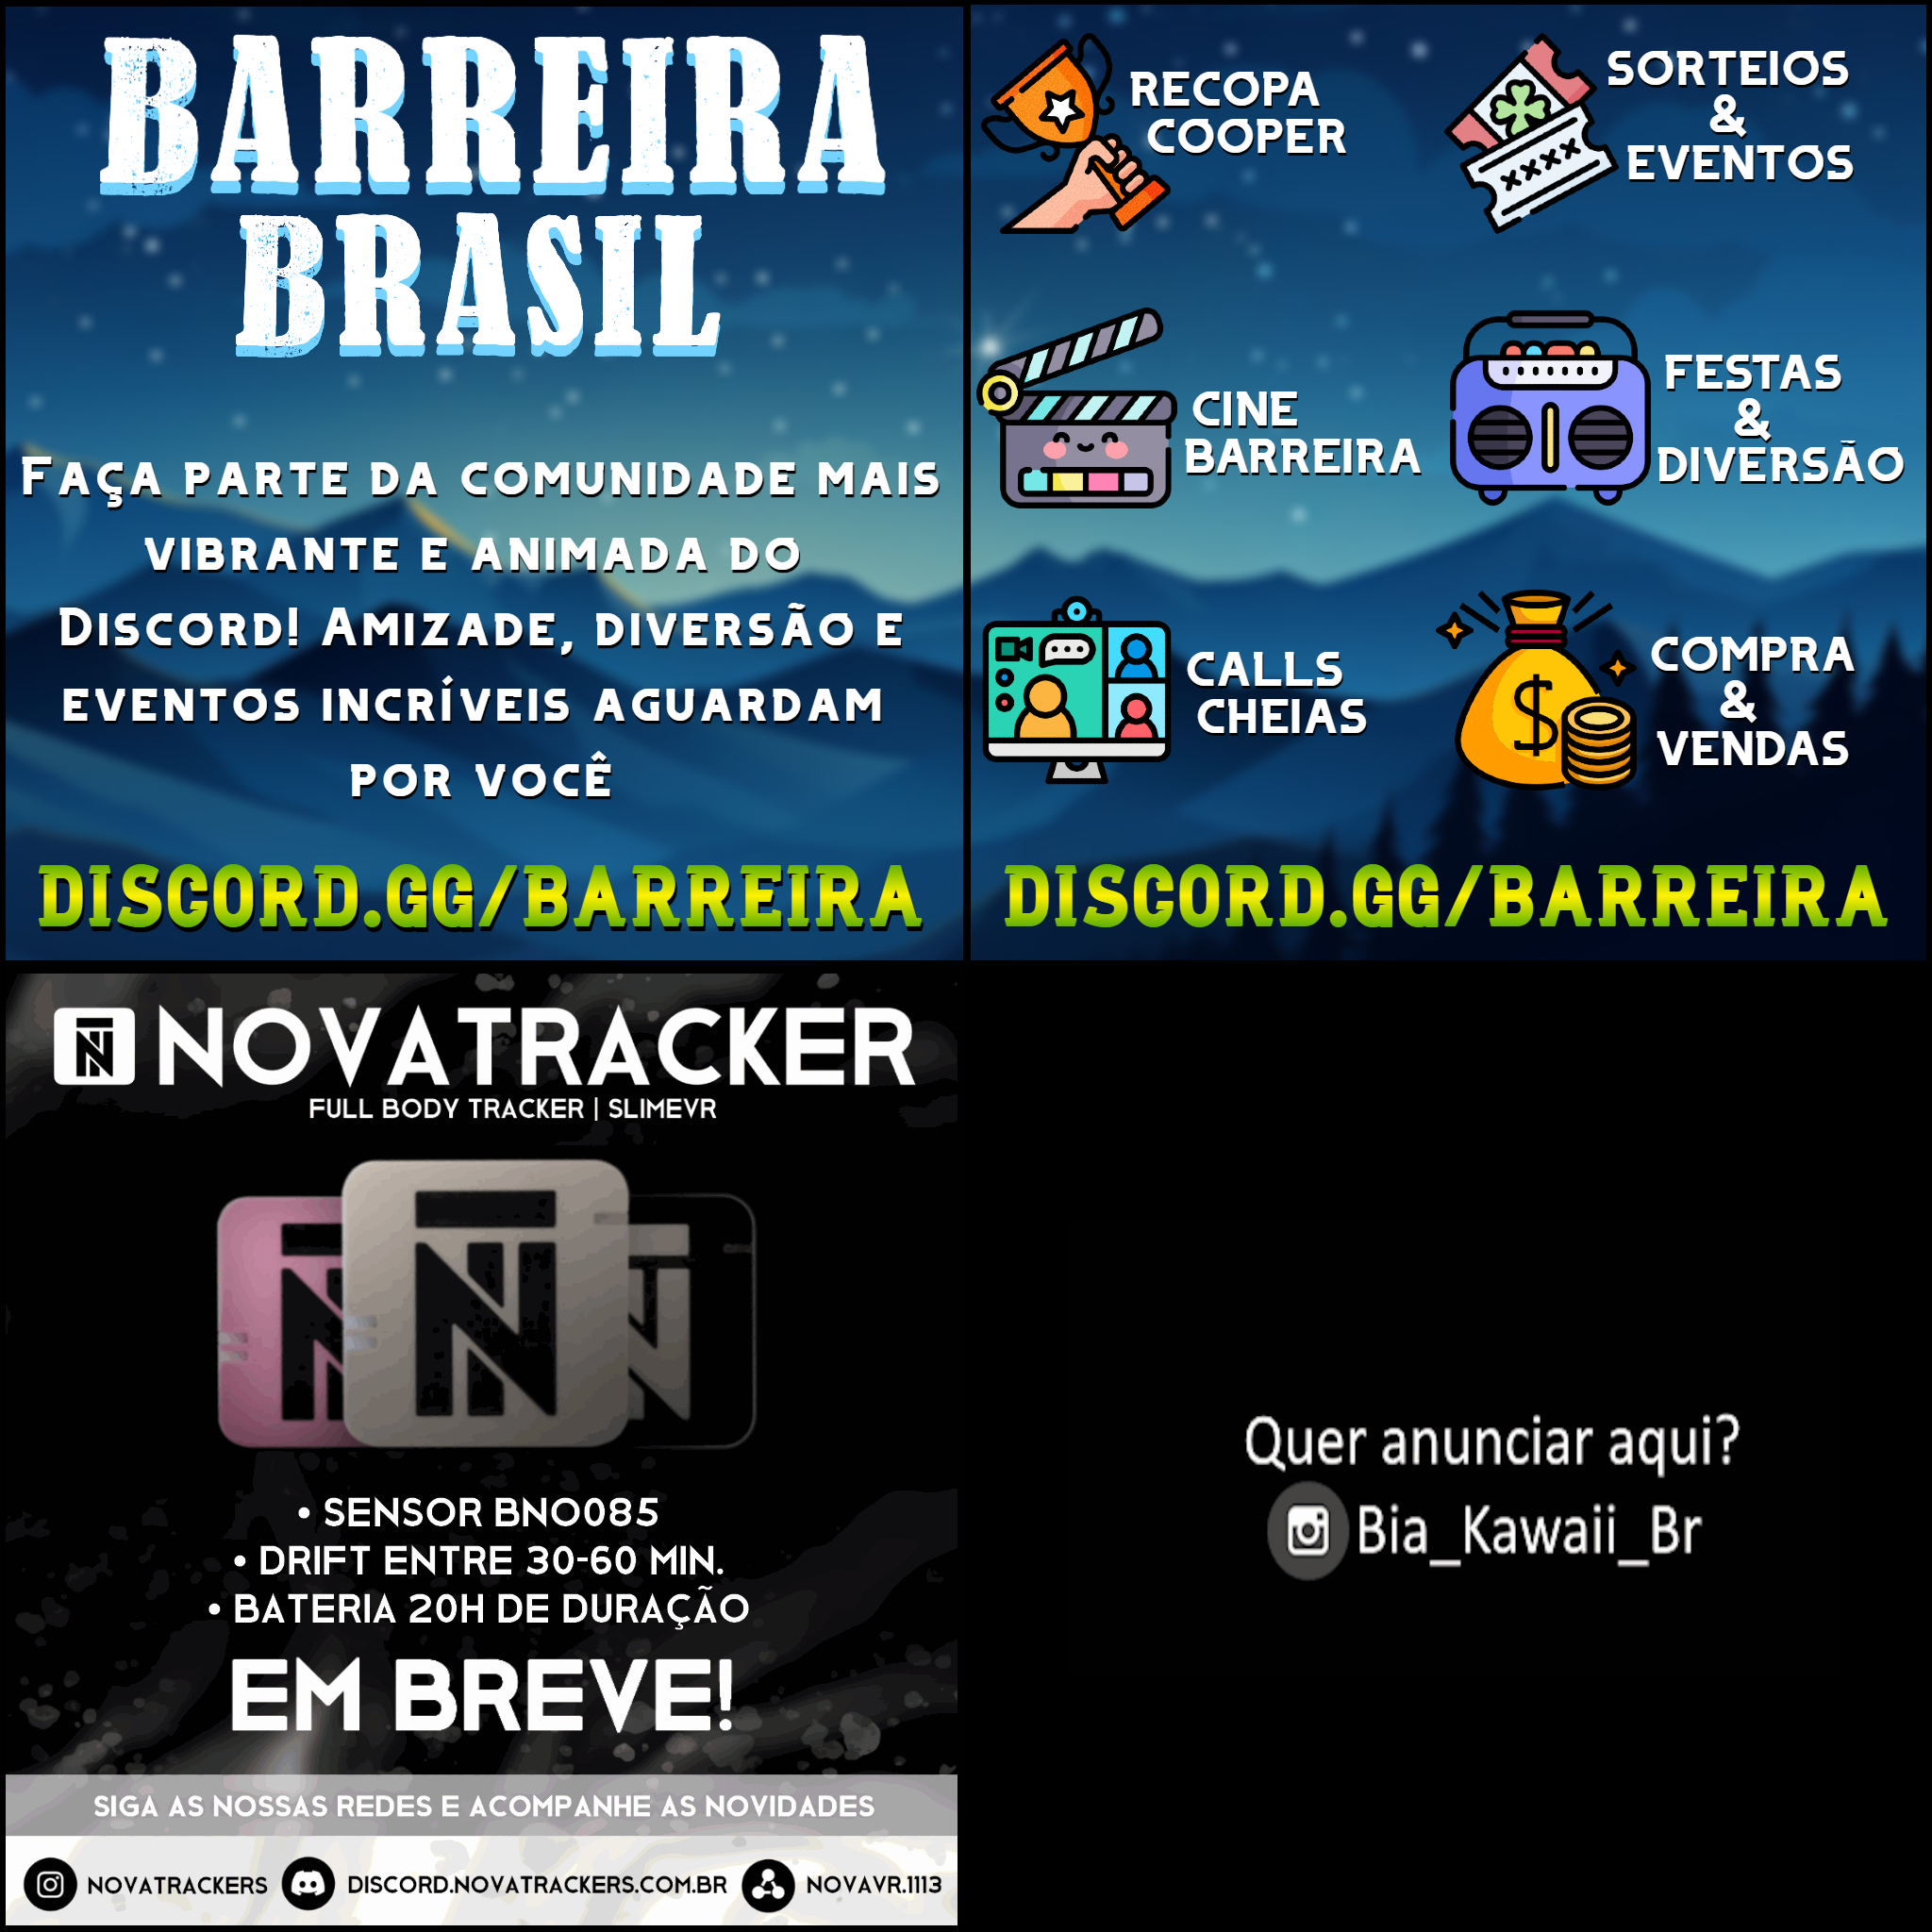 BARREIRA
BRASIL
FAÇA PARTE DA COMUNIDADE MAIS
VIBRANTE E ANIMADA DO
DISCORD! AMIZADE, DIVERSÃO E
EVENTOS INCRÍVEIS AGUARDAM
POR VOCÊ
DISCORD.GG/BARREIRA
RECOPA
COOPER
SORTEIOS
&
EVENTOS
XXXX
CINE
BARREIRA
FESTAS
&
DIVERSÃO
CALLS
CHEIAS
$
COMPRA
&
VENDAS
DISCORD.GG/BARREIRA
NOVATRACKER
FULL BODY TRACKER | SLIMEVR
• SENSOR BNO085
• DRIFT ENTRE 30-60 MIN.
• BATERIA 20H DE DURAÇÃO
EM BREVE!
SIGA AS NOSSAS REDES E ACOMPANHE AS NOVIDADES
NOVATRACKERS DISCORD.NOVATRACKERS.COM.BR NOVAVR.1113
Quer anunciar aqui?
Bia_Kawaii_Br